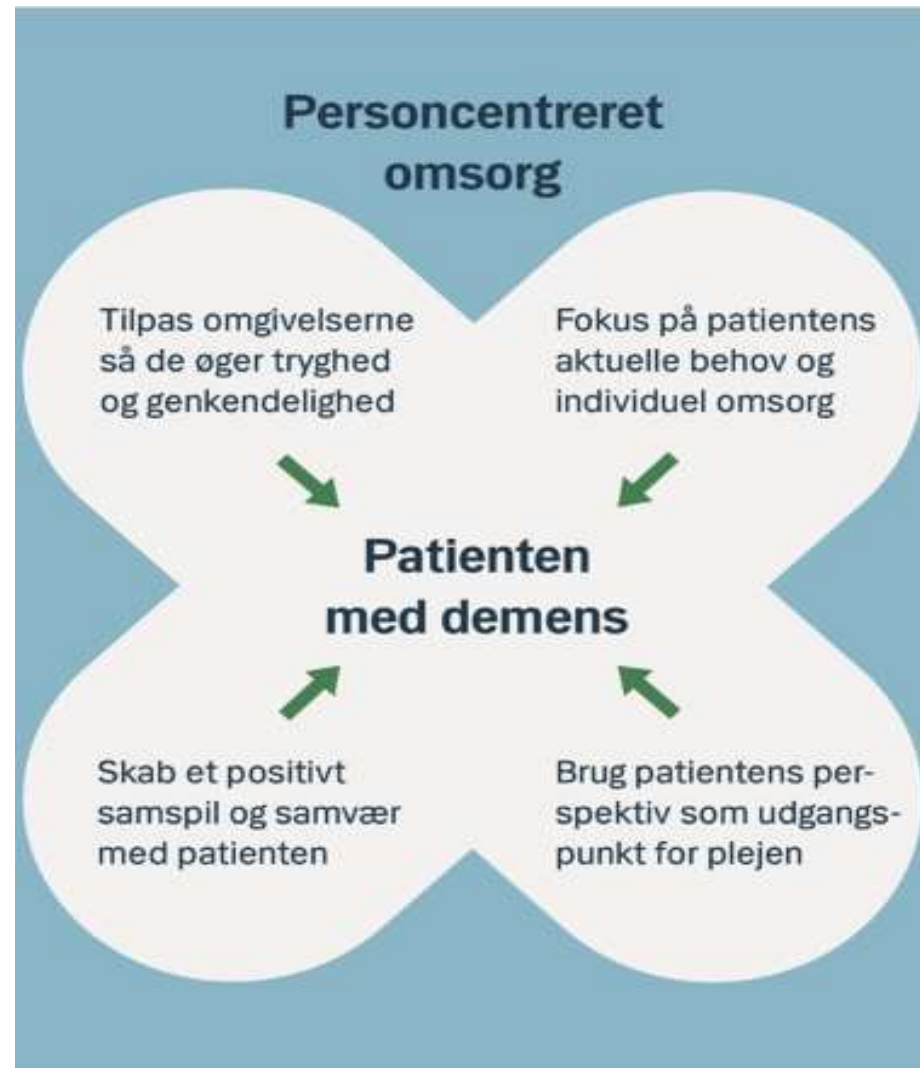 Personcentreret
omsorg
Tilpas omgivelserne
så de øger tryghed
og genkendelighed
Fokus på patientens
aktuelle behov og
individuel omsorg
Patienten
med demens
Skab et positivt
samspil og samvær
med patienten
Brug patientens per-
spektiv som udgangs-
punkt for plejen